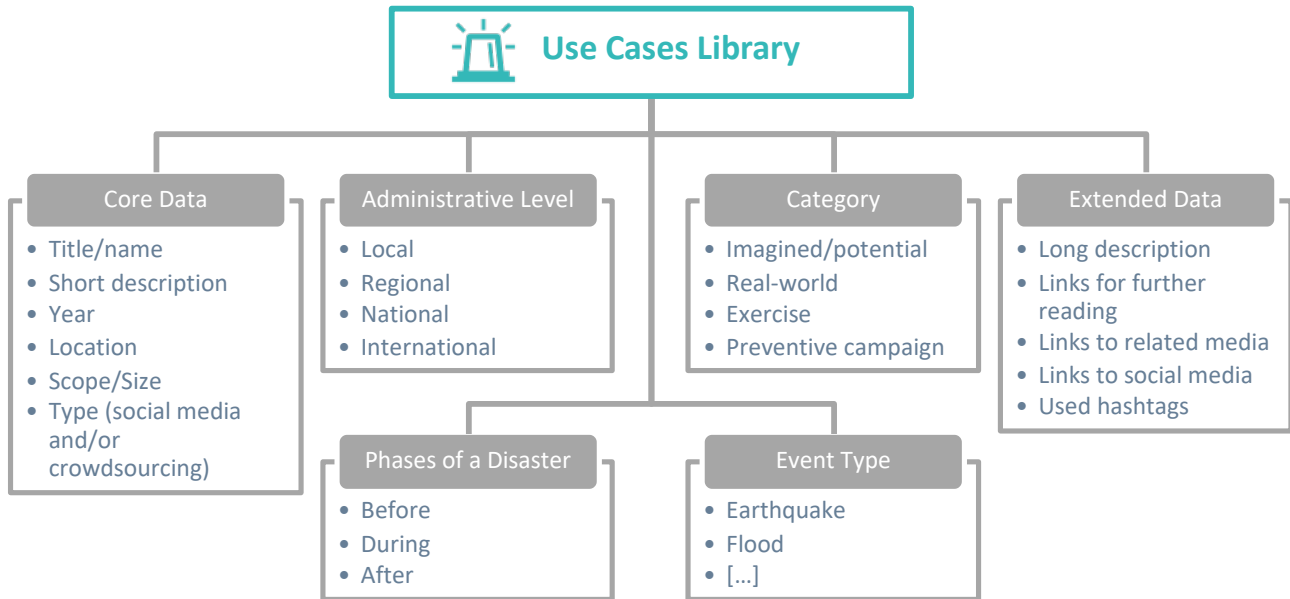 Use Cases Library
Core Data
• Title/name
• Short description
• Year
• Location
• Scope/Size
• Type (social media
and/or
crowdsourcing)
Administrative Level
• Local
• Regional
• National
• International
Category
• Imagined/potential
• Real-world
• Exercise
• Preventive campaign
Extended Data
• Long description
• Links for further
reading
• Links to related media
• Links to social media
• Used hashtags
Phases of a Disaster
• Before
• During
• After
Event Type
• Earthquake
• Flood
• [...]